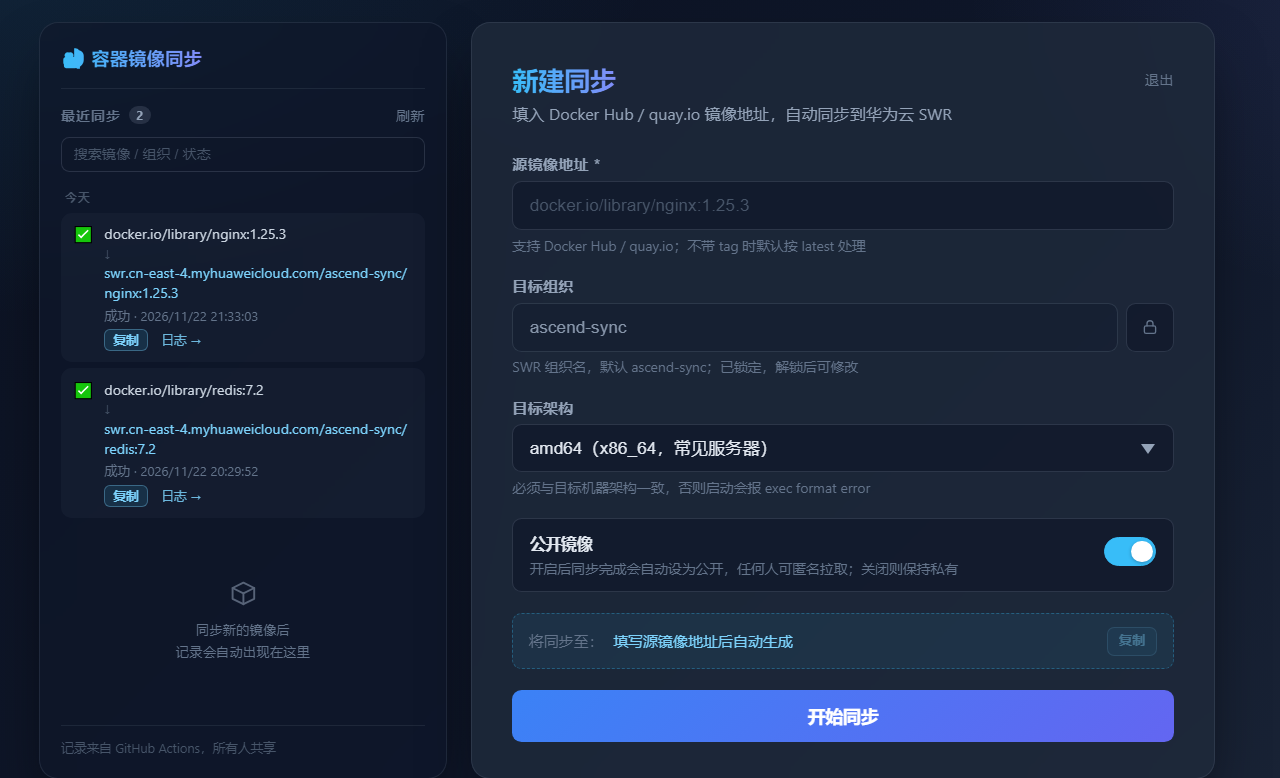 容器镜像同步
最近同步 2
刷新
搜索镜像 / 组织 / 状态
今天
docker.io/library/nginx:1.25.3
↓
swr.cn-east-4.myhuaweicloud.com/ascend-sync/
nginx:1.25.3
成功 · 2026/11/22 21:33:03
复制 日志 →
docker.io/library/redis:7.2
↓
swr.cn-east-4.myhuaweicloud.com/ascend-sync/
redis:7.2
成功 · 2026/11/22 20:29:52
复制 日志 →
同步新的镜像后
记录会自动出现在这里
记录来自 GitHub Actions，所有人共享
新建同步
退出
填入 Docker Hub / quay.io 镜像地址，自动同步到华为云 SWR
源镜像地址 *
docker.io/library/nginx:1.25.3
支持 Docker Hub / quay.io；不带 tag 时默认按 latest 处理
目标组织
ascend-sync
SWR 组织名，默认 ascend-sync；已锁定，解锁后可修改
目标架构
amd64（x86_64，常见服务器）
必须与目标机器架构一致，否则启动会报 exec format error
公开镜像
开启后同步完成会自动设为公开，任何人可匿名拉取；关闭则保持私有
将同步至： 填写源镜像地址后自动生成
复制
开始同步